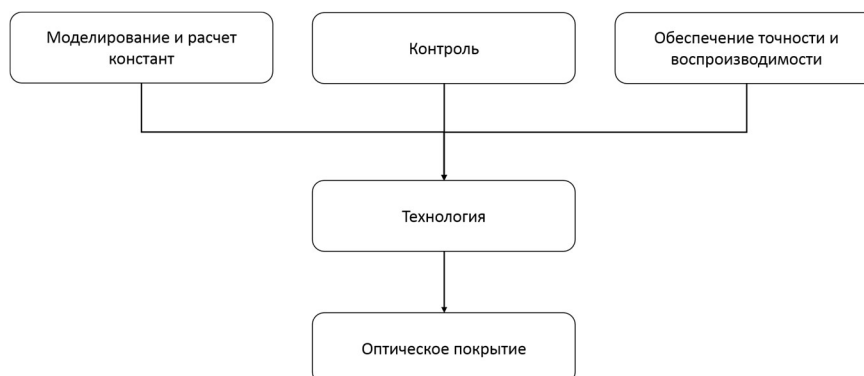 Моделирование и расчет
констант
Контроль
Обеспечение точности и
воспроизводимости
Технология
Оптическое покрытие